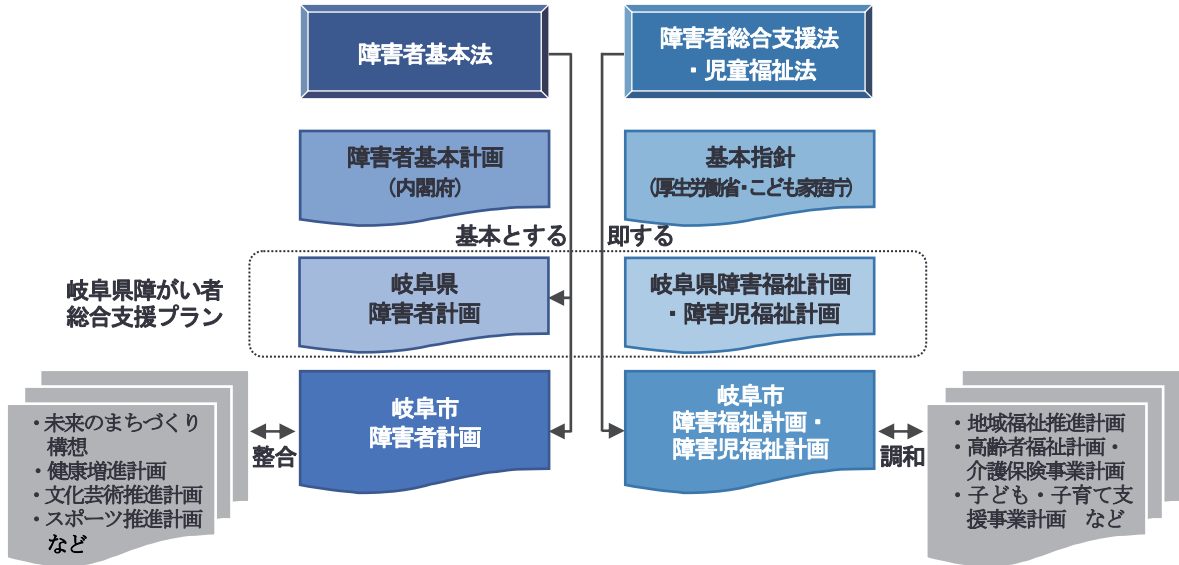 障害者基本法
障害者総合支援法
・児童福祉法
障害者基本計画
（内閣府）
基本指針
（厚生労働省・こども家庭庁）
基本とする
即する
岐阜県障がい者
総合支援プラン
岐阜県
障害者計画
岐阜県障害福祉計画
・障害児福祉計画
岐阜市
障害者計画
岐阜市
障害福祉計画・
障害児福祉計画
・未来のまちづくり
構想
・健康増進計画
・文化芸術推進計画
・スポーツ推進計画
など
整合
調和
・地域福祉推進計画
・高齢者福祉計画・
介護保険事業計画
・子ども・子育て支
援事業計画　など